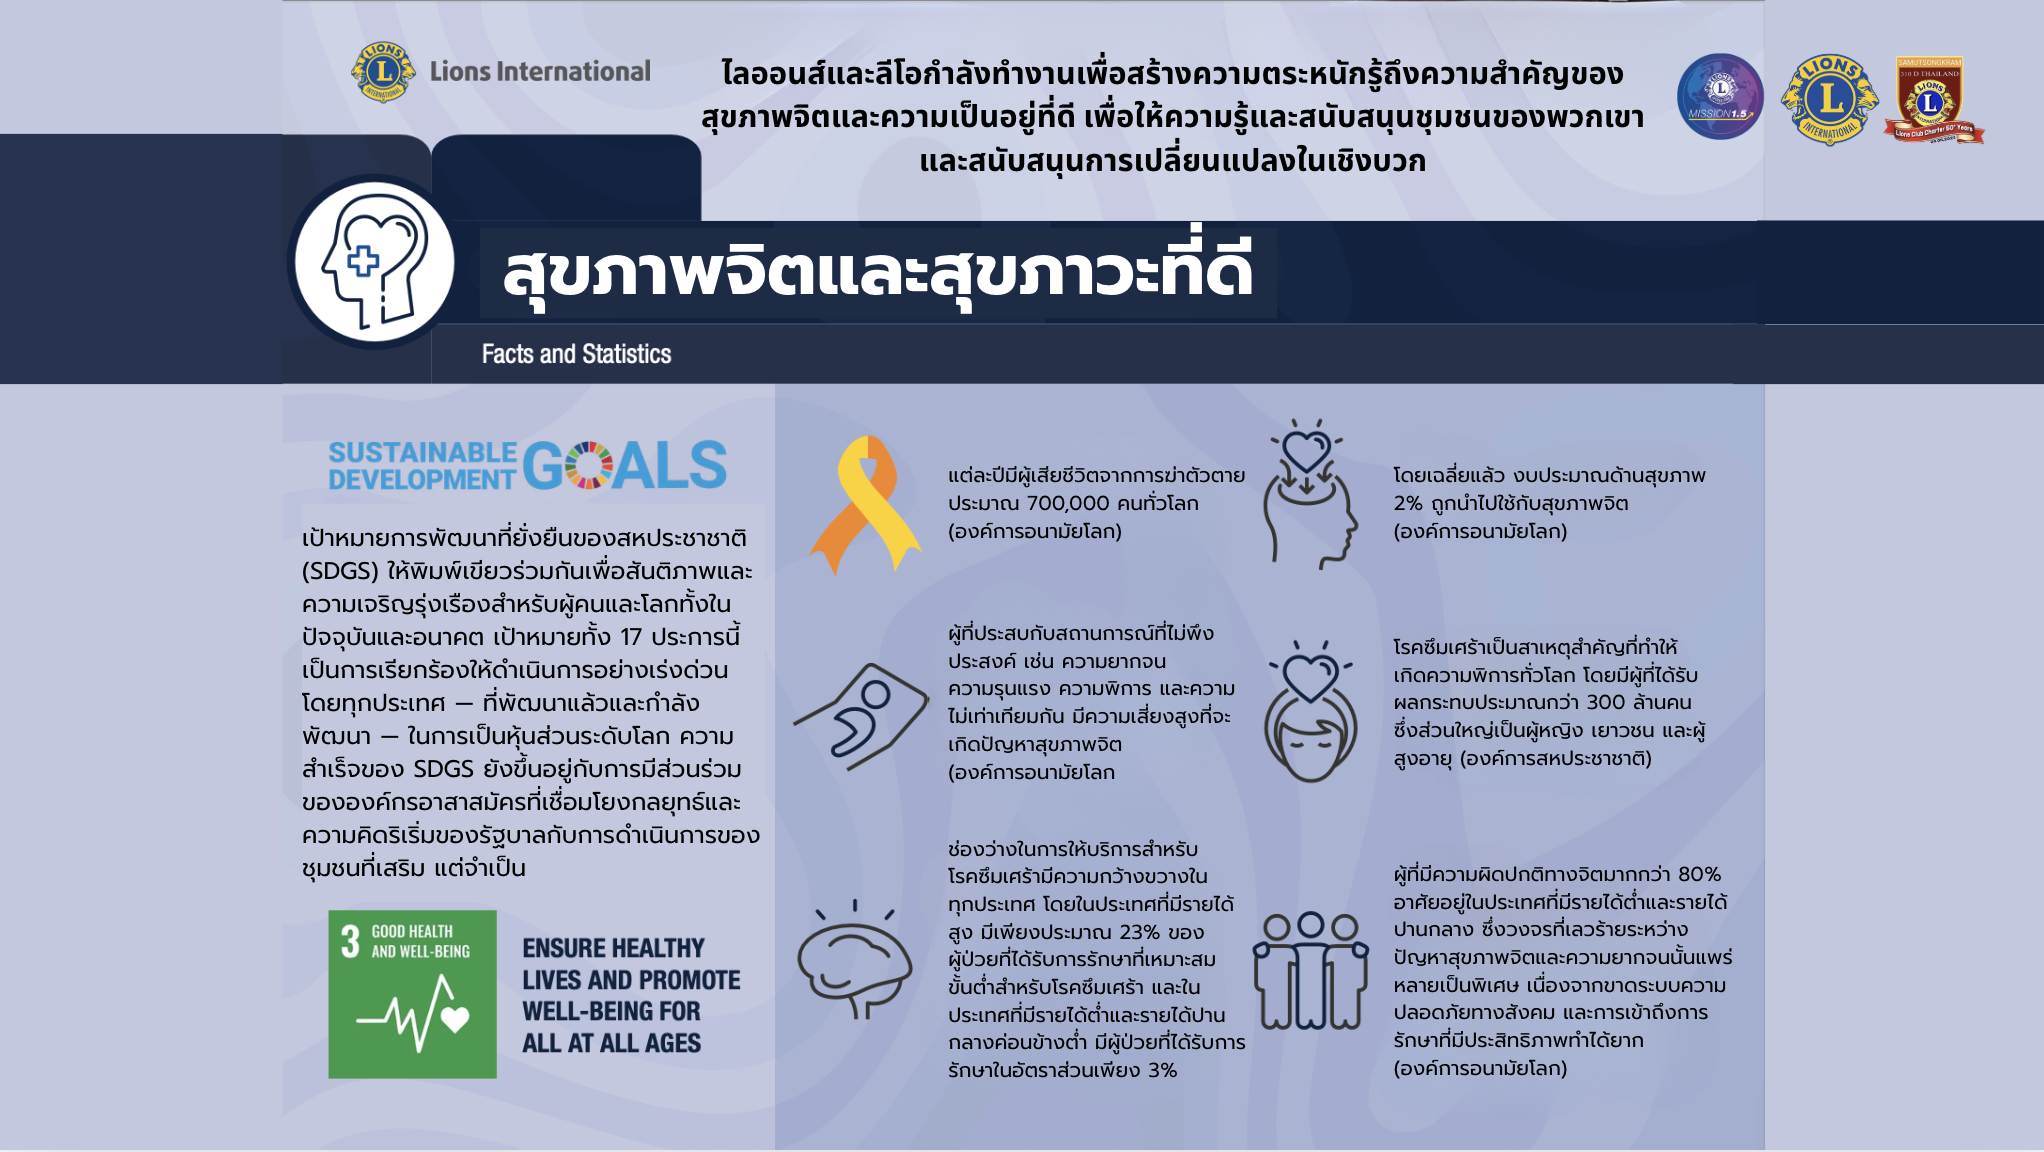 LIONS
L
INTERNATIONAL
Lions International
ไลออนส์และลีโอกำลังทำงานเพื่อสร้างความตระหนักรู้ถึงความสำคัญของ
สุขภาพจิตและความเป็นอยู่ที่ดี เพื่อให้ความรู้และสนับสนุนชุมชนของพวกเขา
และสนับสนุนการเปลี่ยนแปลงในเชิงบวก
MISSION1.5
LIONS
L
INTERNATIONAL
SAMUTSONGKRAM
310 D THAILAND
LIONS
L
Lions Club Charter 50th Years
สุขภาพจิตและสุขภาวะที่ดี
Facts and Statistics
SUSTAINABLE
DEVELOPMENT
GOALS
เป้าหมายการพัฒนาที่ยั่งยืนของสหประชาชาติ
(SDGS) ให้พิมพ์เขียวร่วมกันเพื่อสันติภาพและ
ความเจริญรุ่งเรืองสำหรับผู้คนและโลกทั้งใน
ปัจจุบันและอนาคต เป้าหมายทั้ง 17 ประการนี้
เป็นการเรียกร้องให้ดำเนินการอย่างเร่งด่วน
โดยทุกประเทศ — ที่พัฒนาแล้วและกำลัง
พัฒนา — ในการเป็นหุ้นส่วนระดับโลก ความ
สำเร็จของ SDGS ยังขึ้นอยู่กับการมีส่วนร่วม
ขององค์กรอาสาสมัครที่เชื่อมโยงกลยุทธ์และ
ความคิดริเริ่มของรัฐบาลกับการดำเนินการของ
ชุมชนที่เสริม แต่จำเป็น
3 GOOD HEALTH
AND WELL-BEING
ENSURE HEALTHY
LIVES AND PROMOTE
WELL-BEING FOR
ALL AT ALL AGES
แต่ละปีมีผู้เสียชีวิตจากการฆ่าตัวตาย
ประมาณ 700,000 คนทั่วโลก
(องค์การอนามัยโลก)
โดยเฉลี่ยแล้ว งบประมาณด้านสุขภาพ
2% ถูกนำไปใช้กับสุขภาพจิต
(องค์การอนามัยโลก)
ผู้ที่ประสบกับสถานการณ์ที่ไม่พึง
ประสงค์ เช่น ความยากจน
ความรุนแรง ความพิการ และความ
ไม่เท่าเทียมกัน มีความเสี่ยงสูงที่จะ
เกิดปัญหาสุขภาพจิต
(องค์การอนามัยโลก
โรคซึมเศร้าเป็นสาเหตุสำคัญที่ทำให้
เกิดความพิการทั่วโลก โดยมีผู้ที่ได้รับ
ผลกระทบประมาณกว่า 300 ล้านคน
ซึ่งส่วนใหญ่เป็นผู้หญิง เยาวชน และผู้
สูงอายุ (องค์การสหประชาชาติ)
ช่องว่างในการให้บริการสำหรับ
โรคซึมเศร้ามีความกว้างขวางใน
ทุกประเทศ โดยในประเทศที่มีรายได้
สูง มีเพียงประมาณ 23% ของ
ผู้ป่วยที่ได้รับการรักษาที่เหมาะสม
ขั้นต่ำสำหรับโรคซึมเศร้า และใน
ประเทศที่มีรายได้ต่ำและรายได้ปาน
กลางค่อนข้างต่ำ มีผู้ป่วยที่ได้รับการ
รักษาในอัตราส่วนเพียง 3%
ผู้ที่มีความผิดปกติทางจิตมากกว่า 80%
อาศัยอยู่ในประเทศที่มีรายได้ต่ำและรายได้
ปานกลาง ซึ่งวงจรที่เลวร้ายระหว่าง
ปัญหาสุขภาพจิตและความยากจนนั้นแพร่
หลายเป็นพิเศษ เนื่องจากขาดระบบความ
ปลอดภัยทางสังคม และการเข้าถึงการ
รักษาที่มีประสิทธิภาพทำได้ยาก
(องค์การอนามัยโลก)